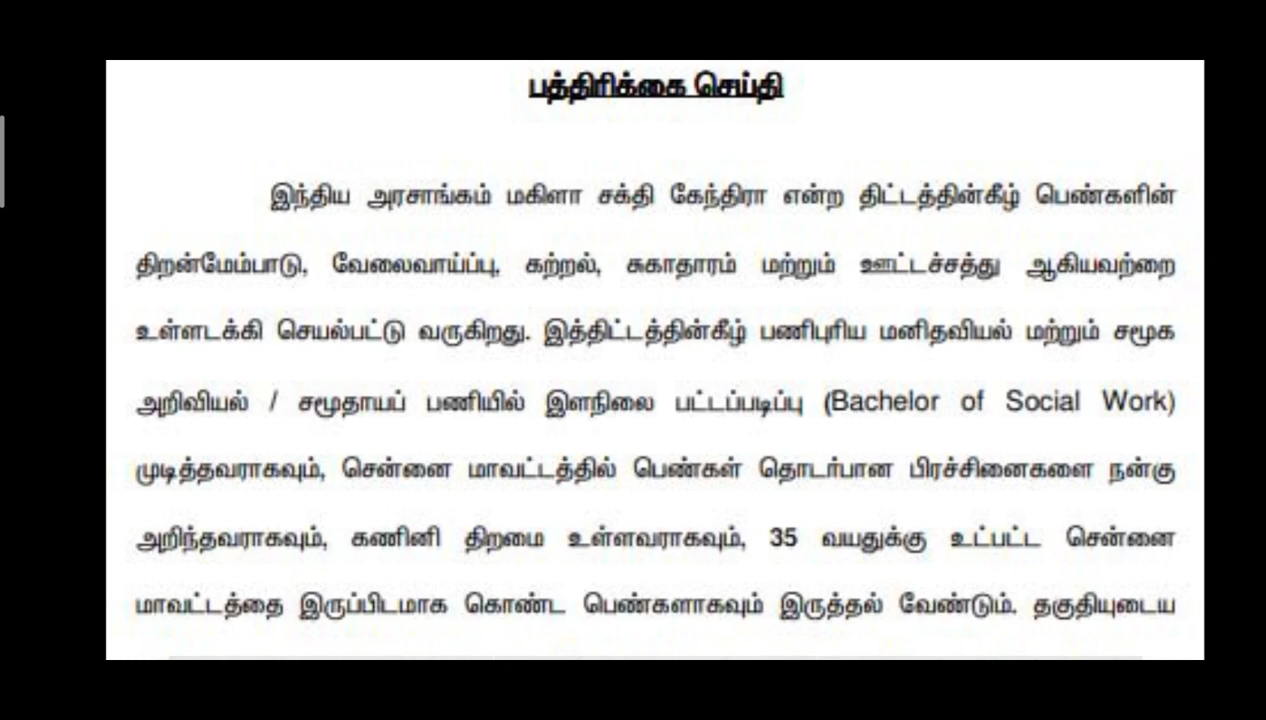 பத்திரிக்கை செய்தி
இந்திய அரசாங்கம் மகிளா சக்தி கேந்திரா என்ற திட்டத்தின்கீழ் பெண்களின்
திறன்மேம்பாடு, வேலைவாய்ப்பு, கற்றல், சுகாதாரம் மற்றும் ஊட்டச்சத்து ஆகியவற்றை
உள்ளடக்கி செயல்பட்டு வருகிறது. இத்திட்டத்தின்கீழ் பணிபுரிய மனிதவியல் மற்றும் சமூக
அறிவியல் / சமூதாயப் பணியில் இளநிலை பட்டப்படிப்பு (Bachelor of Social Work)
முடித்தவராகவும், சென்னை மாவட்டத்தில் பெண்கள் தொடர்பான பிரச்சினைகளை நன்கு
அறிந்தவராகவும், கணினி திறமை உள்ளவராகவும், 35 வயதுக்கு உட்பட்ட சென்னை
மாவட்டத்தை இருப்பிடமாக கொண்ட பெண்களாகவும் இருத்தல் வேண்டும். தகுதியுடைய